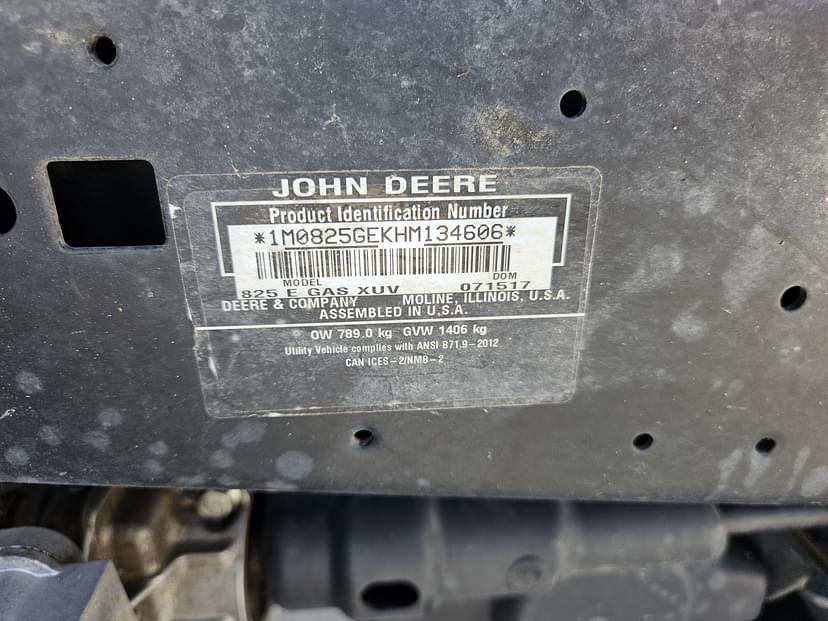 JOHN DEERE
Product Identification Number
*1M0825GEKHM134606*
MODEL DOM
825 E GAS XUV 071517
DEERE & COMPANY MOLINE, ILLINOIS, U.S.A.
ASSEMBLED IN U.S.A.
OW 789.0 kg GVW 1406 kg
Utility Vehicle complies with ANSI B71.9-2012
CAN ICES-2/NMB-2